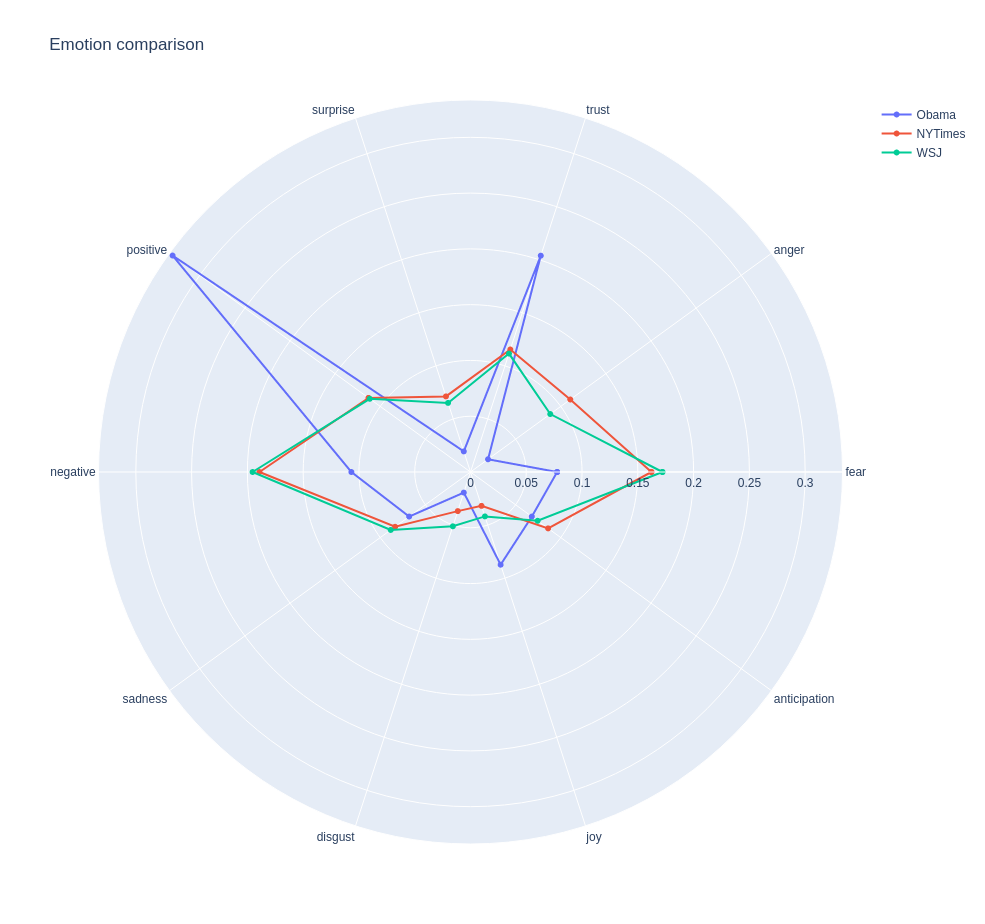 Emotion comparison
surprise
trust
Obama
NYTimes
WSJ
positive
anger
negative
fear
0
0.05
0.1
0.15
0.2
0.25
0.3
sadness
anticipation
disgust
joy